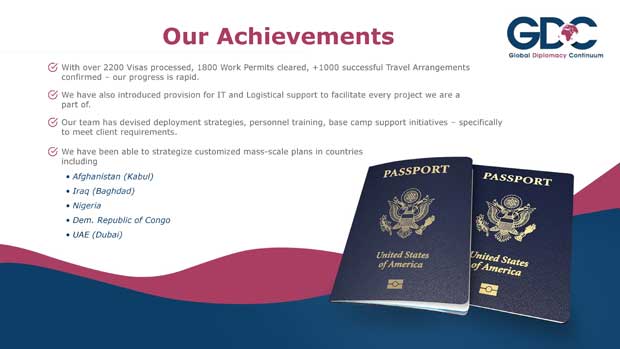 Our Achievements
GDC
Global Diplomacy Continuum
With over 2200 Visas processed, 1800 Work Permits cleared, +1000 successful Travel Arrangements
confirmed – our progress is rapid.
We have also introduced provision for IT and Logistical support to facilitate every project we are a
part of.
Our team has devised deployment strategies, personnel training, base camp support initiatives – specifically
to meet client requirements.
We have been able to strategize customized mass-scale plans in countries
including
• Afghanistan (Kabul)
• Iraq (Baghdad)
• Nigeria
• Dem. Republic of Congo
• UAE (Dubai)
PASSPORT
United States
of America
PASSPORT
United States
of America